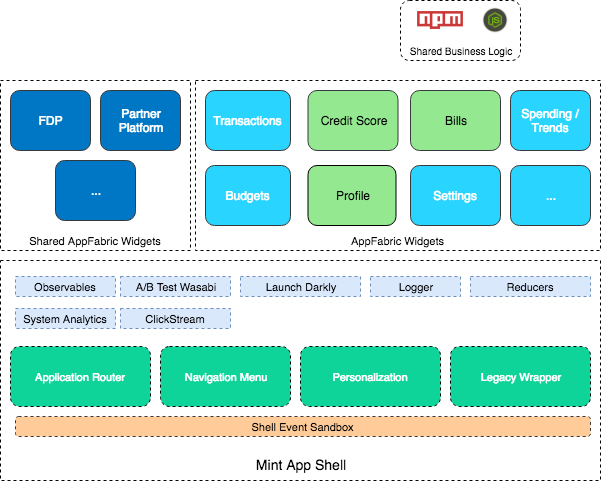 npm
JS
Shared Business Logic
FDP
Partner
Platform
...
Shared AppFabric Widgets
Transactions
Credit Score
Bills
Spending /
Trends
Budgets
Profile
Settings
...
AppFabric Widgets
Observables
A/B Test Wasabi
Launch Darkly
Logger
Reducers
System Analytics
ClickStream
Application Router
Navigation Menu
Personalization
Legacy Wrapper
Shell Event Sandbox
Mint App Shell